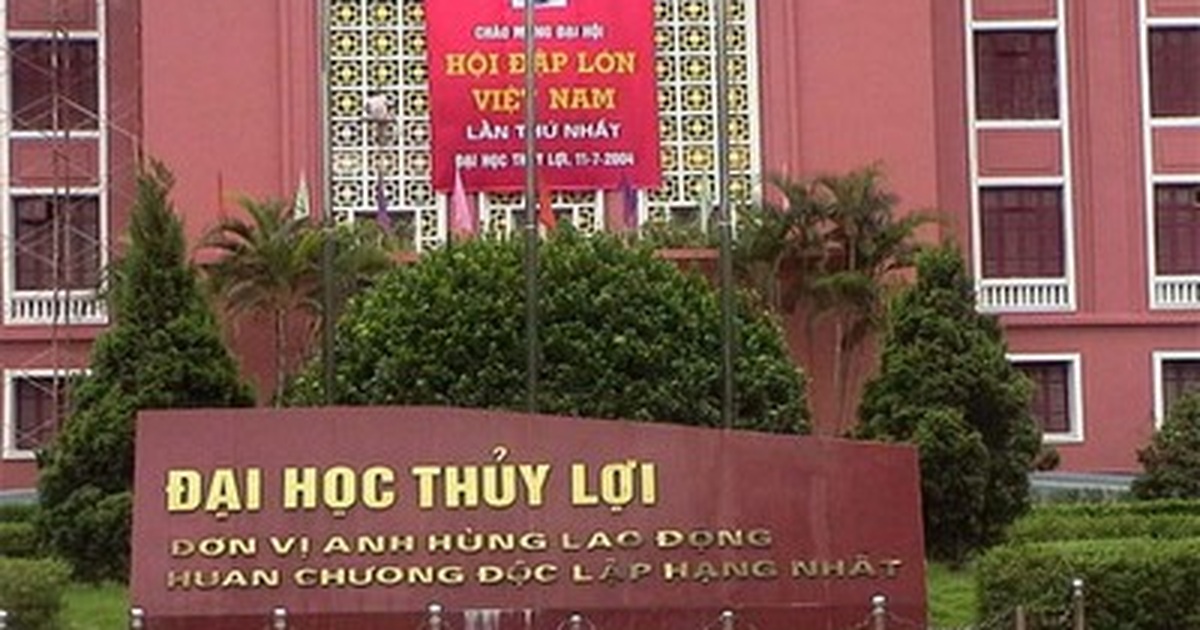 CHÀO MỪNG ĐẠI HỘI
HỘI ĐẬP LỚN
VIỆT NAM
LẦN THỨ NHẤT
ĐẠI HỌC THỦY LỢI, 11-7-2004
ĐẠI HỌC THỦY LỢI
ĐƠN VỊ ANH HÙNG LAO ĐỘNG
HUÂN CHƯƠNG ĐỘC LẬP HẠNG NHẤT